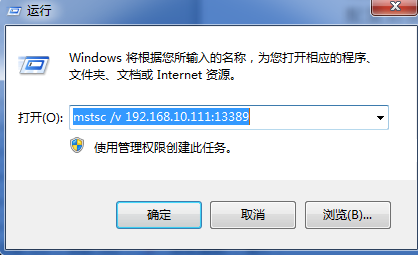 运行
Windows 将根据您所输入的名称，为您打开相应的程序、
文件夹、文档或 Internet 资源。
打开(O): mstsc /v 192.168.10.111:13389
使用管理权限创建此任务。
确定 取消 浏览(B)...